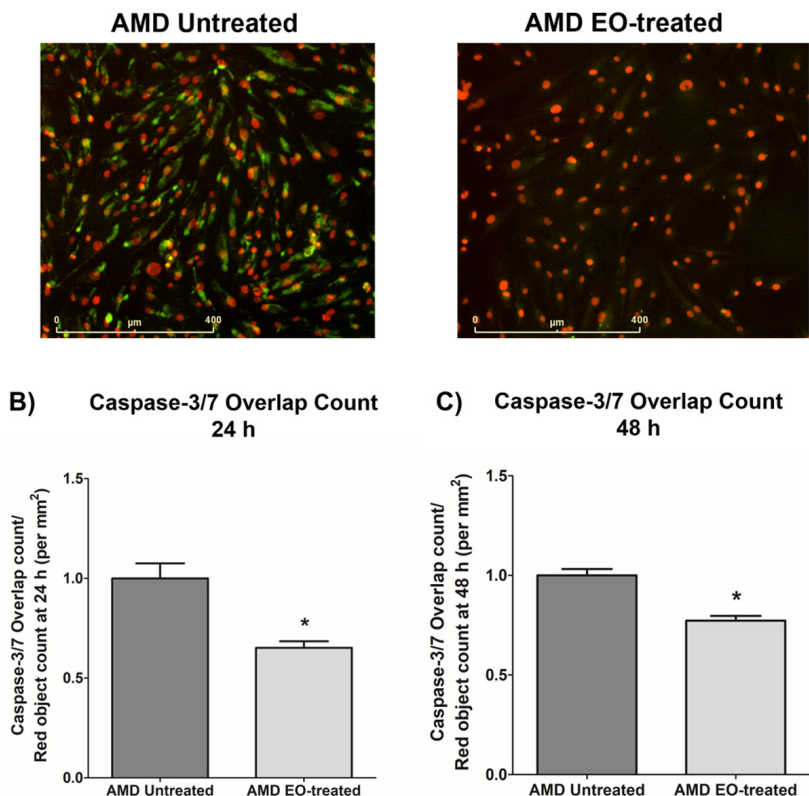 AMD Untreated
AMD EO-treated
0 µm 400
0 µm 400
B) Caspase-3/7 Overlap Count
24 h
Caspase-3/7 Overlap count/
Red object count at 24 h (per mm²)
1.5
1.0
0.5
0.0
*
AMD Untreated
AMD EO-treated
C) Caspase-3/7 Overlap Count
48 h
Caspase-3/7 Overlap count/
Red object count at 48 h (per mm²)
1.5
1.0
0.5
0.0
*
AMD Untreated
AMD EO-treated